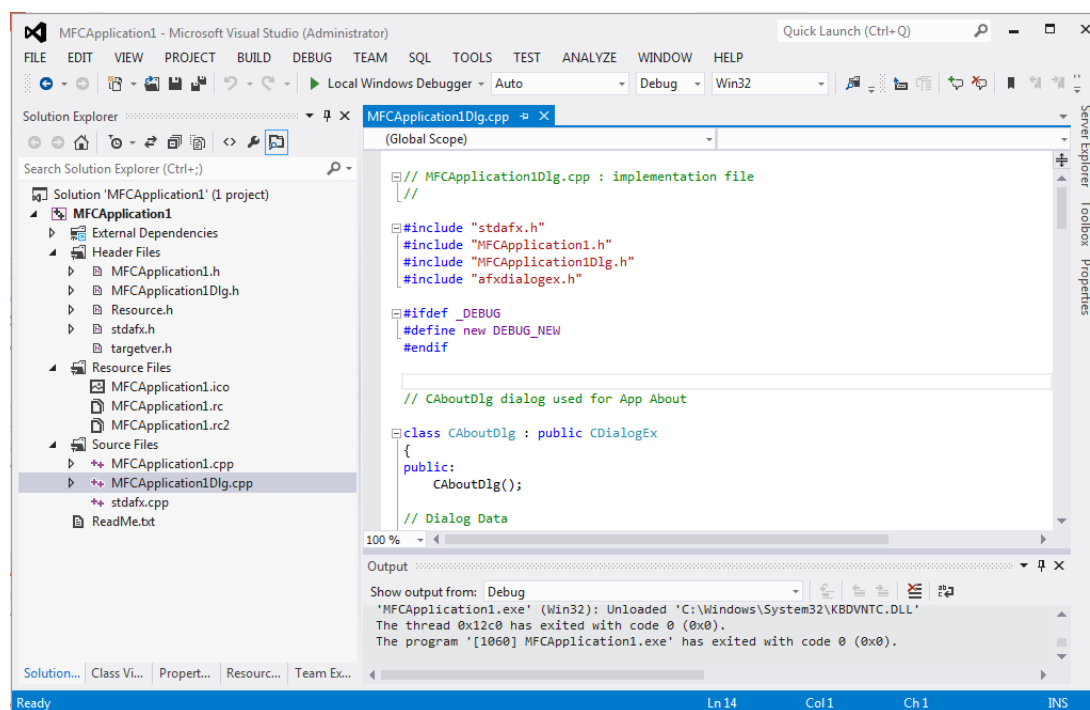 MFCApplication1 - Microsoft Visual Studio (Administrator)
Quick Launch (Ctrl+Q)
FILE EDIT VIEW PROJECT BUILD DEBUG TEAM SQL TOOLS TEST ANALYZE WINDOW HELP
Local Windows Debugger Auto Debug Win32
Solution Explorer
Search Solution Explorer (Ctrl+;)
Solution 'MFCApplication1' (1 project)
MFCApplication1
External Dependencies
Header Files
MFCApplication1.h
MFCApplication1Dlg.h
Resource.h
stdafx.h
targetver.h
Resource Files
MFCApplication1.ico
MFCApplication1.rc
MFCApplication1.rc2
Source Files
MFCApplication1.cpp
MFCApplication1Dlg.cpp
stdafx.cpp
ReadMe.txt
Solution... Class Vi... Propert... Resourc... Team Ex...
MFCApplication1Dlg.cpp
(Global Scope)
// MFCApplication1Dlg.cpp : implementation file
//
#include "stdafx.h"
#include "MFCApplication1.h"
#include "MFCApplication1Dlg.h"
#include "afxdialogex.h"
#ifdef _DEBUG
#define new DEBUG_NEW
#endif
// CAboutDlg dialog used for App About
class CAboutDlg : public CDialogEx
{
public:
CAboutDlg();
// Dialog Data
100 %
Output
Show output from: Debug
'MFCApplication1.exe' (Win32): Unloaded 'C:\Windows\System32\KBDVNTC.DLL'
The thread 0x12c0 has exited with code 0 (0x0).
The program '[1060] MFCApplication1.exe' has exited with code 0 (0x0).
Server Explorer
Toolbox
Properties
Ready Ln 14 Col 1 Ch 1 INS